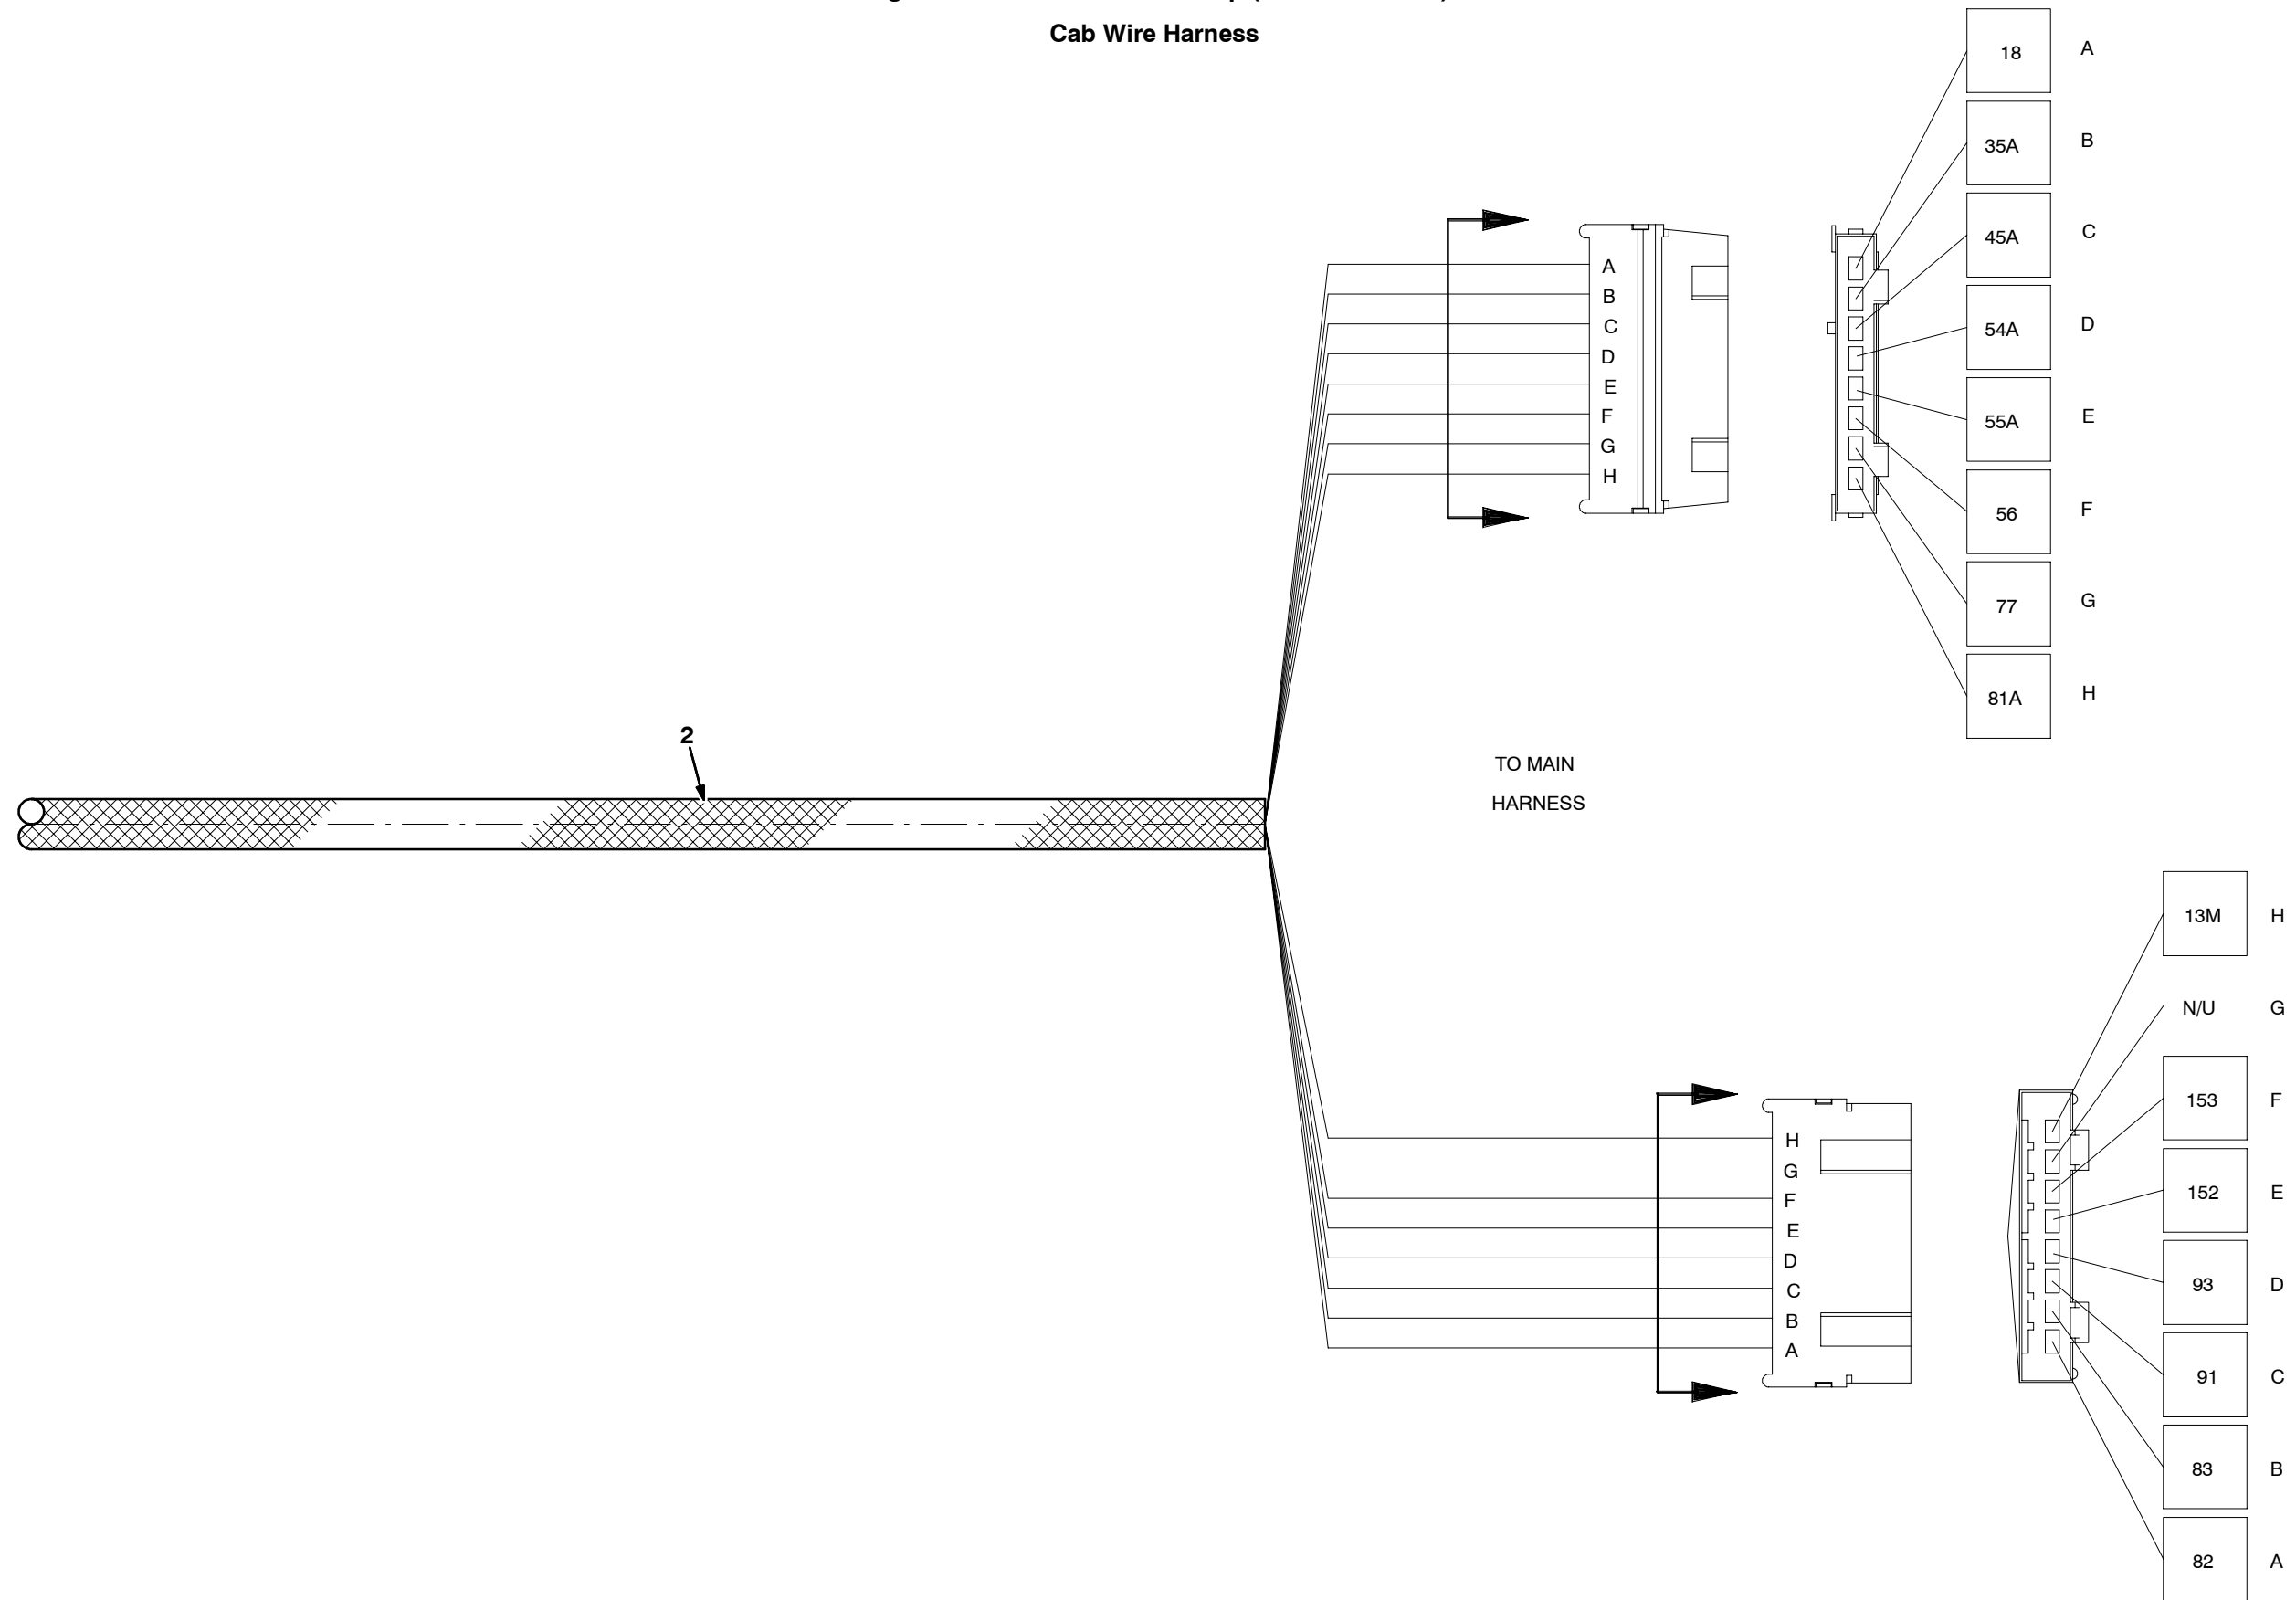 Cab Wire Harness
18 A
35A B
45A C
54A D
55A E
56 F
77 G
81A H
A
B
C
D
E
F
G
H
2
TO MAIN
HARNESS
13M H
N/U G
153 F
152 E
93 D
91 C
83 B
82 A
H
G
F
E
D
C
B
A